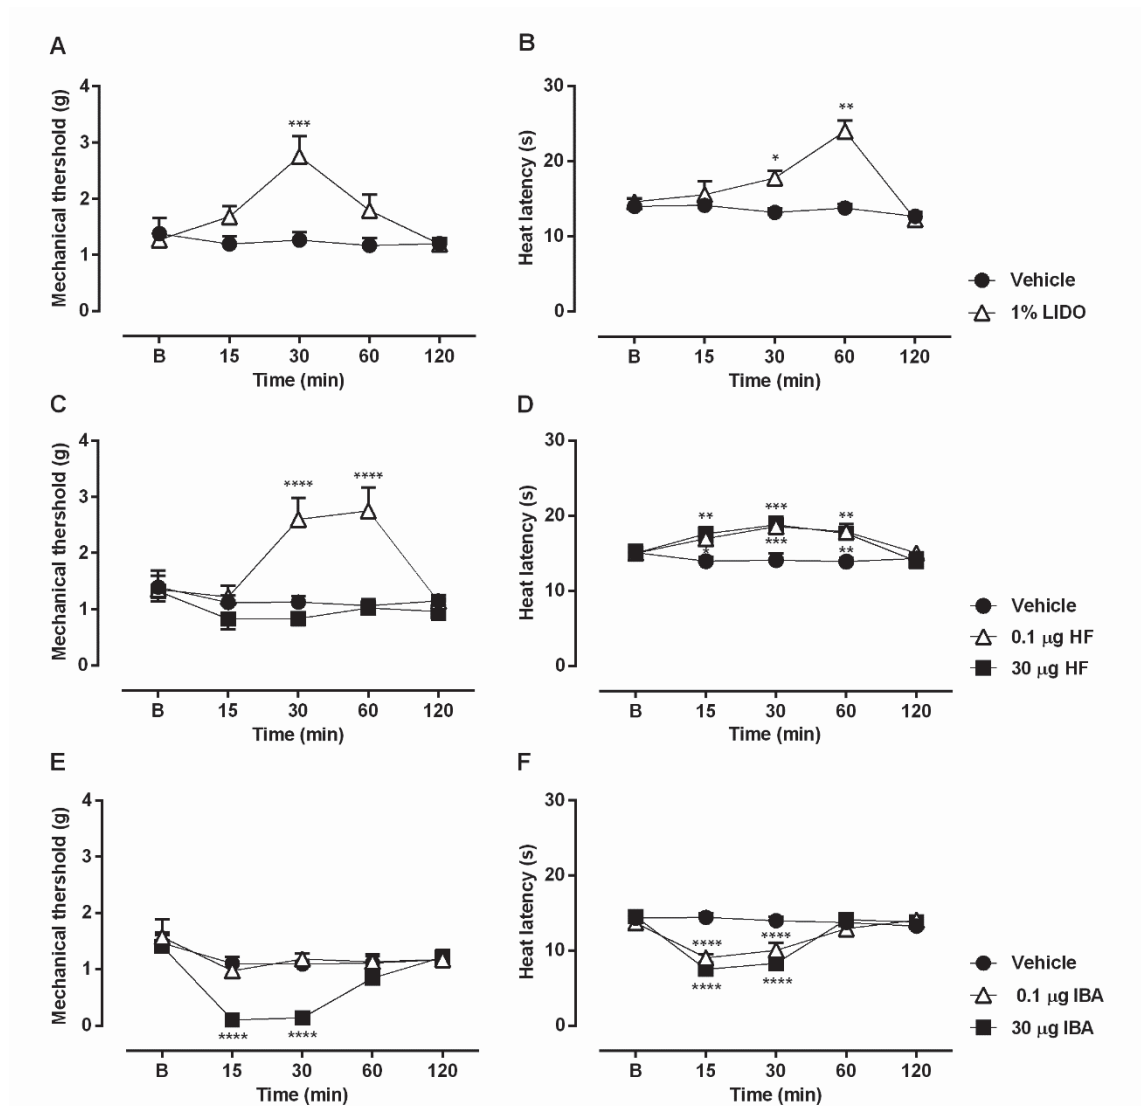 A
B
Mechanical thershold (g)
4
3
2
1
0
***
B 15 30 60 120
Time (min)
Heat latency (s)
30
20
10
0
*
**
B 15 30 60 120
Time (min)
Vehicle
1% LIDO
C
D
Mechanical thershold (g)
4
3
2
1
0
**** ****
B 15 30 60 120
Time (min)
Heat latency (s)
30
20
10
0
** *** **
* *** **
B 15 30 60 120
Time (min)
Vehicle
0.1 μg HF
30 μg HF
E
F
Mechanical thershold (g)
4
3
2
1
0
**** ****
B 15 30 60 120
Time (min)
Heat latency (s)
30
20
10
0
**** ****
**** ****
B 15 30 60 120
Time (min)
Vehicle
0.1 μg IBA
30 μg IBA